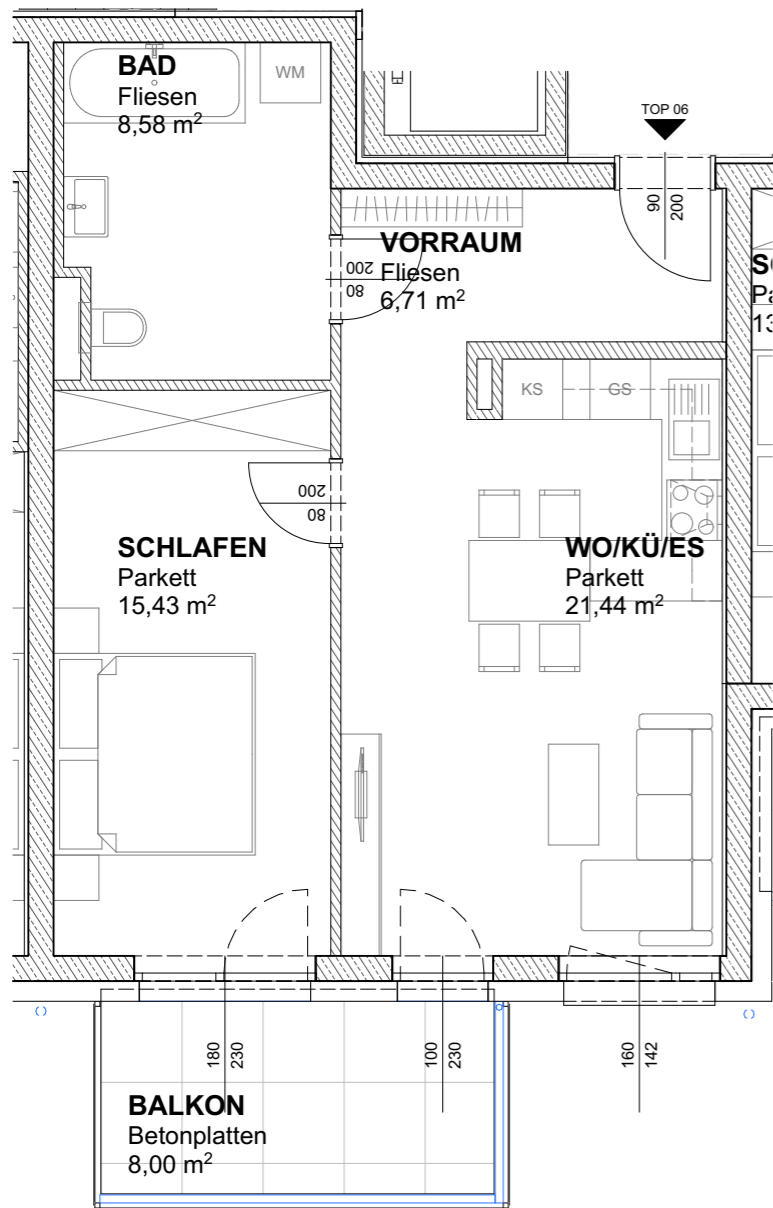 BAD
Fliesen
8,58 m²
WM
TOP 06
90
200
VORRAUM
Fliesen
6,71 m²
200
80
KS
GS
200
80
SCHLAFEN
Parkett
15,43 m²
WO/KÜ/ES
Parkett
21,44 m²
180
230
100
230
160
142
BALKON
Betonplatten
8,00 m²